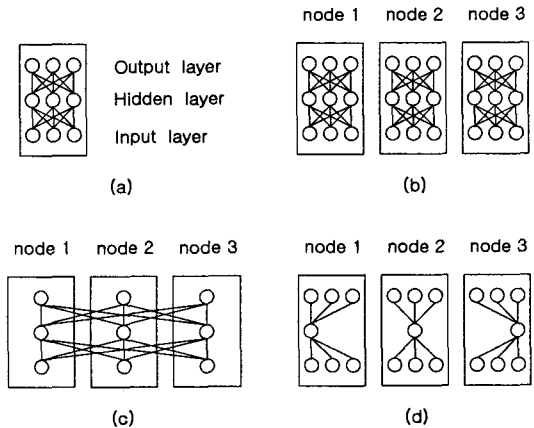 node 1 node 2 node 3
Output layer
Hidden layer
Input layer
(a)
(b)
node 1 node 2 node 3
node 1 node 2 node 3
(c)
(d)